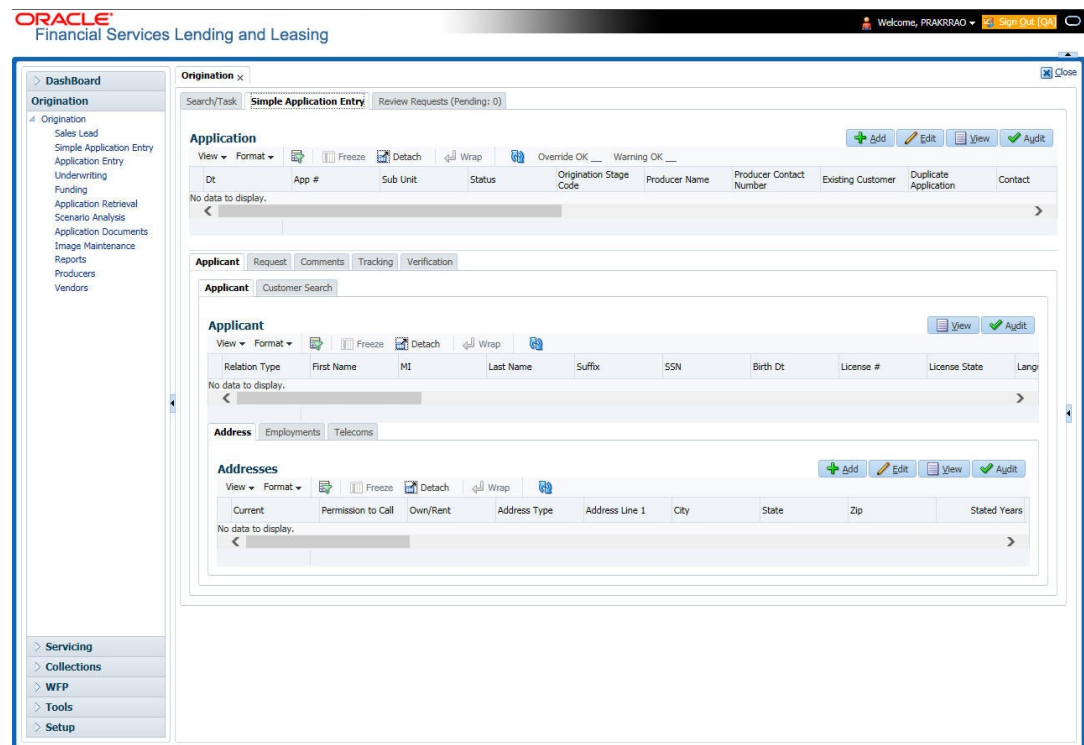 ORACLE
Financial Services Lending and Leasing
Welcome, PRAKRRAO Sign Out [QA]
Close
DashBoard
Origination
Origination
Sales Lead
Simple Application Entry
Application Entry
Underwriting
Funding
Application Retrieval
Scenario Analysis
Application Documents
Image Maintenance
Reports
Producers
Vendors
Servicing
Collections
WFP
Tools
Setup
Origination x
Search/Task Simple Application Entry Review Requests (Pending: 0)
Application
Add Edit View Audit
View Format Freeze Detach Wrap Override OK __ Warning OK __
Dt App # Sub Unit Status Origination Stage Code Producer Name Producer Contact Number Existing Customer Duplicate Application Contact
No data to display.
Applicant Request Comments Tracking Verification
Applicant Customer Search
Applicant
View Audit
View Format Freeze Detach Wrap
Relation Type First Name MI Last Name Suffix SSN Birth Dt License # License State Langu
No data to display.
Address Employments Telecoms
Addresses
Add Edit View Audit
View Format Freeze Detach Wrap
Current Permission to Call Own/Rent Address Type Address Line 1 City State Zip Stated Years
No data to display.